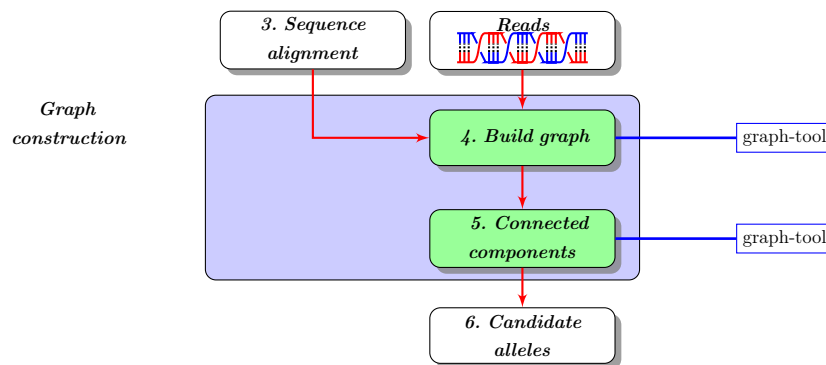 3. Sequence
alignment
Reads
Graph
construction
4. Build graph
graph-tool
5. Connected
components
graph-tool
6. Candidate
alleles